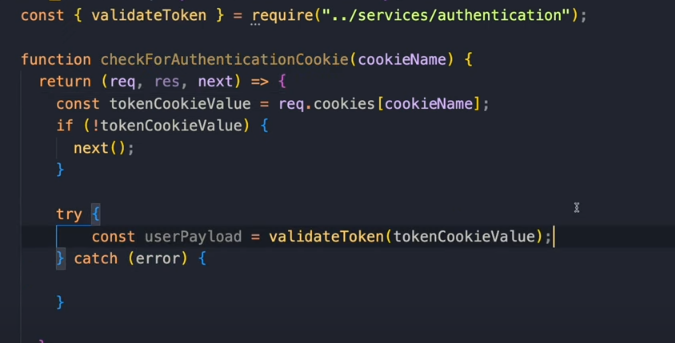 const { validateToken } = require("../services/authentication");
function checkForAuthenticationCookie(cookieName) {
return (req, res, next) => {
const tokenCookieValue = req.cookies[cookieName];
if (!tokenCookieValue) {
next();
}
try {
const userPayload = validateToken(tokenCookieValue);
} catch (error) {
}